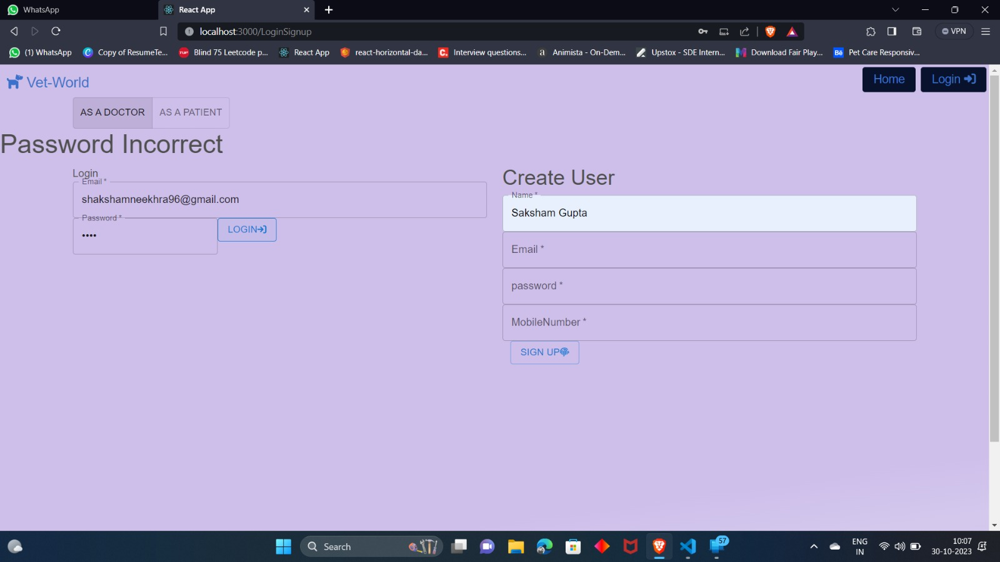 WhatsApp
React App
localhost:3000/LoginSignup
VPN
(1) WhatsApp
Copy of ResumeTe...
TUF
Blind 75 Leetcode p...
React App
react-horizontal-da...
Interview questions...
a
Animista - On-Dem...
Upstox - SDE Intern...
Download Fair Play...
Bē
Pet Care Responsiv...
Vet-World
Home
Login
AS A DOCTOR
AS A PATIENT
Password Incorrect
Login
Email *
shakshamneekhra96@gmail.com
Password *
••••
LOGIN
Create User
Name *
Saksham Gupta
Email *
password *
MobileNumber *
SIGN UP
Search
57
ENG
IN
10:07
30-10-2023